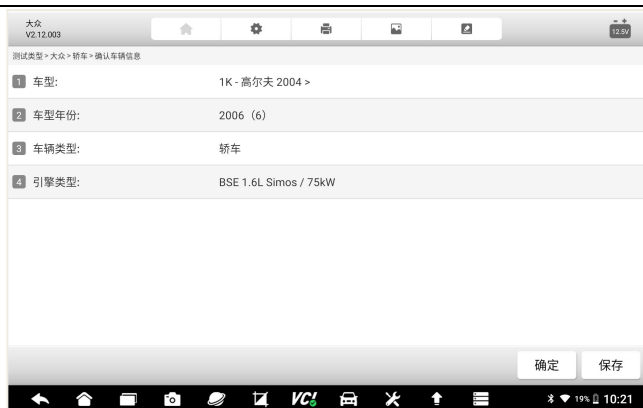 大众
V2.12.003
- +
12.5V
测试类型 > 大众 > 轿车 > 确认车辆信息
1 车型: 1K - 高尔夫 2004 >
2 车型年份: 2006（6）
3 车辆类型: 轿车
4 引擎类型: BSE 1.6L Simos / 75kW
确定 保存
VC! 19% 10:21